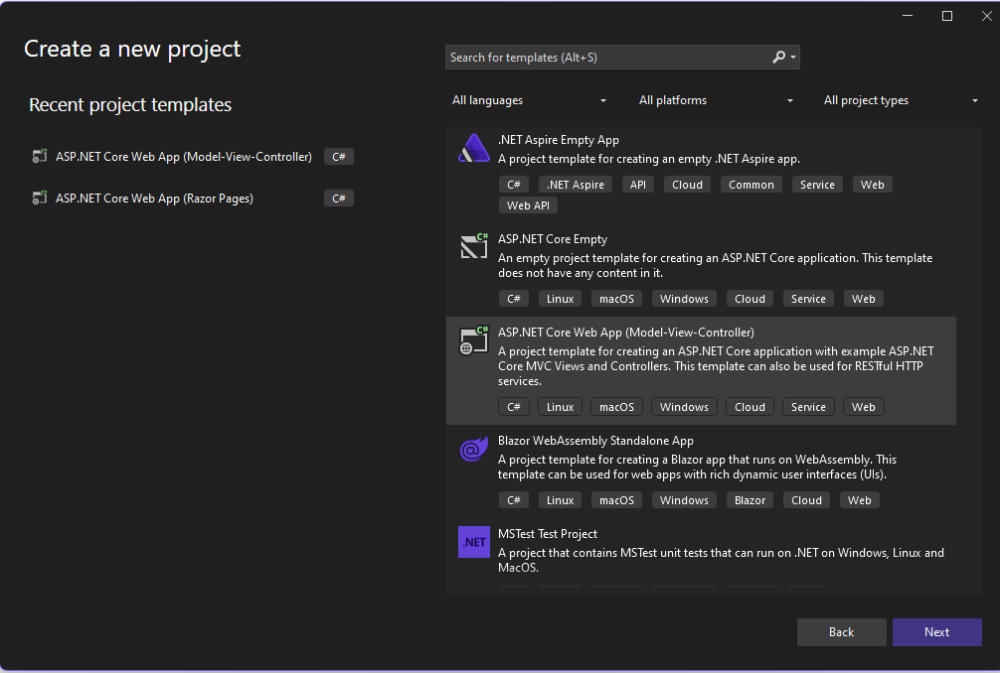 Create a new project
Recent project templates
ASP.NET Core Web App (Model-View-Controller) C#
ASP.NET Core Web App (Razor Pages) C#
Search for templates (Alt+S)
All languages All platforms All project types
.NET Aspire Empty App
A project template for creating an empty .NET Aspire app.
C# .NET Aspire API Cloud Common Service Web
Web API
C#
ASP.NET Core Empty
An empty project template for creating an ASP.NET Core application. This template
does not have any content in it.
C# Linux macOS Windows Cloud Service Web
C#
ASP.NET Core Web App (Model-View-Controller)
A project template for creating an ASP.NET Core application with example ASP.NET
Core MVC Views and Controllers. This template can also be used for RESTful HTTP
services.
C# Linux macOS Windows Cloud Service Web
@
Blazor WebAssembly Standalone App
A project template for creating a Blazor app that runs on WebAssembly. This
template can be used for web apps with rich dynamic user interfaces (UIs).
C# Linux macOS Windows Blazor Cloud Web
.NET
MSTest Test Project
A project that contains MSTest unit tests that can run on .NET on Windows, Linux and
MacOS.
Back Next